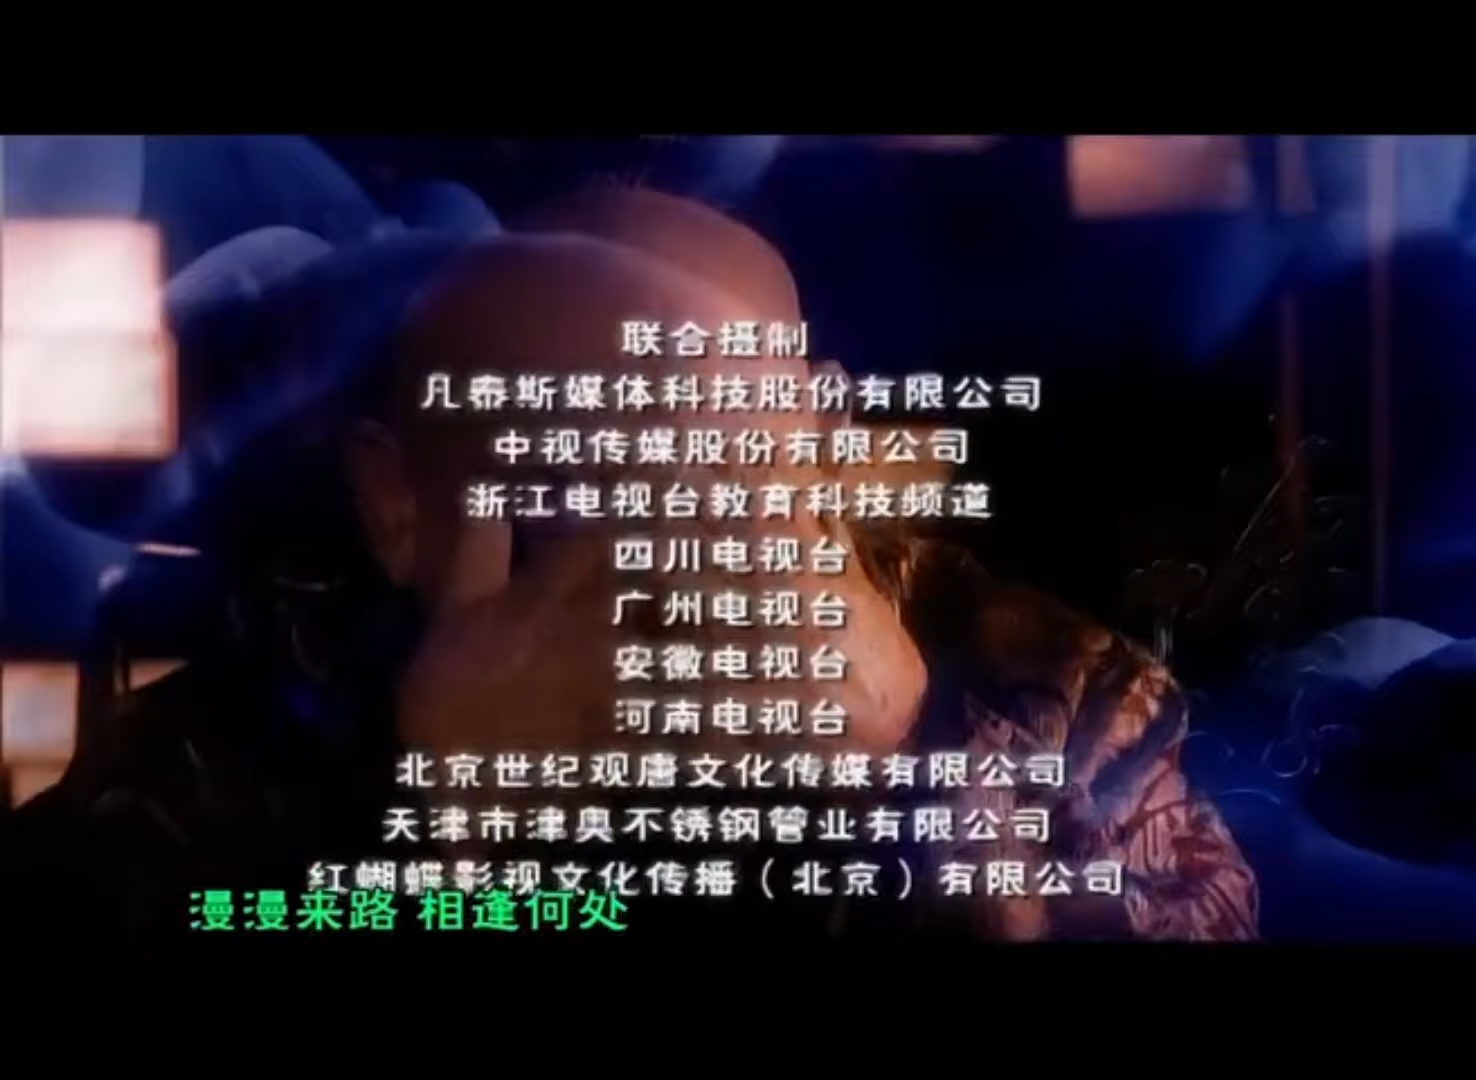 联合摄制
凡泰斯媒体科技股份有限公司
中视传媒股份有限公司
浙江电视台教育科技频道
四川电视台
广州电视台
安徽电视台
河南电视台
北京世纪观唐文化传媒有限公司
天津市津奥不锈钢管业有限公司
红蝴蝶影视文化传播（北京）有限公司
漫漫来路 相逢何处